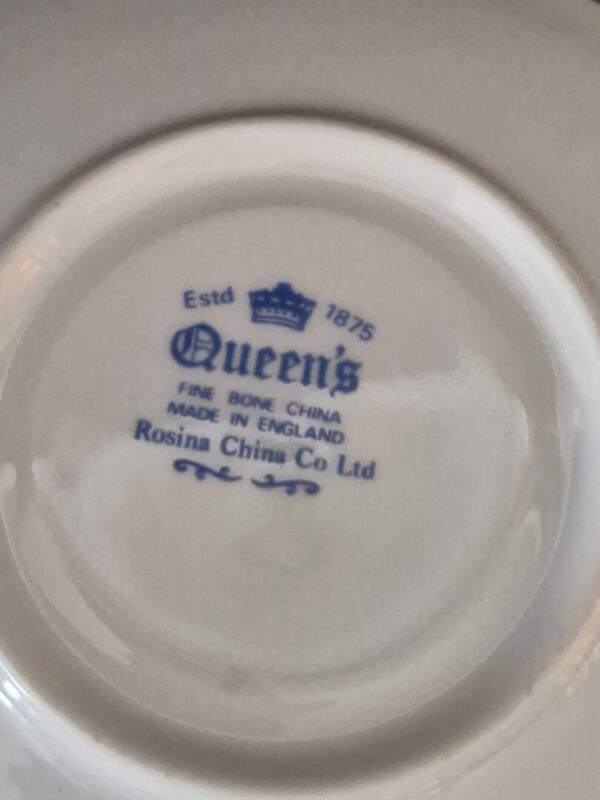 Estd 1875
Queen's
FINE BONE CHINA
MADE IN ENGLAND
Rosina China Co Ltd